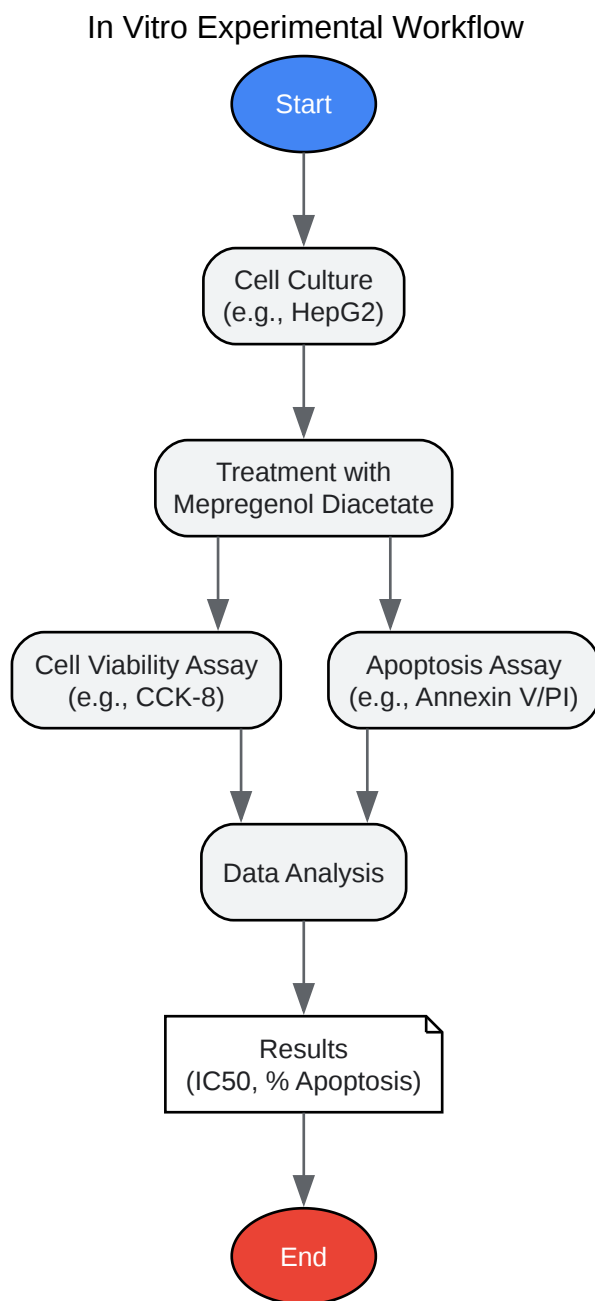 In Vitro Experimental Workflow
Start
Cell Culture
(e.g., HepG2)
Treatment with
Mepregenol Diacetate
Cell Viability Assay
(e.g., CCK-8)
Apoptosis Assay
(e.g., Annexin V/PI)
Data Analysis
Results
(IC50, % Apoptosis)
End